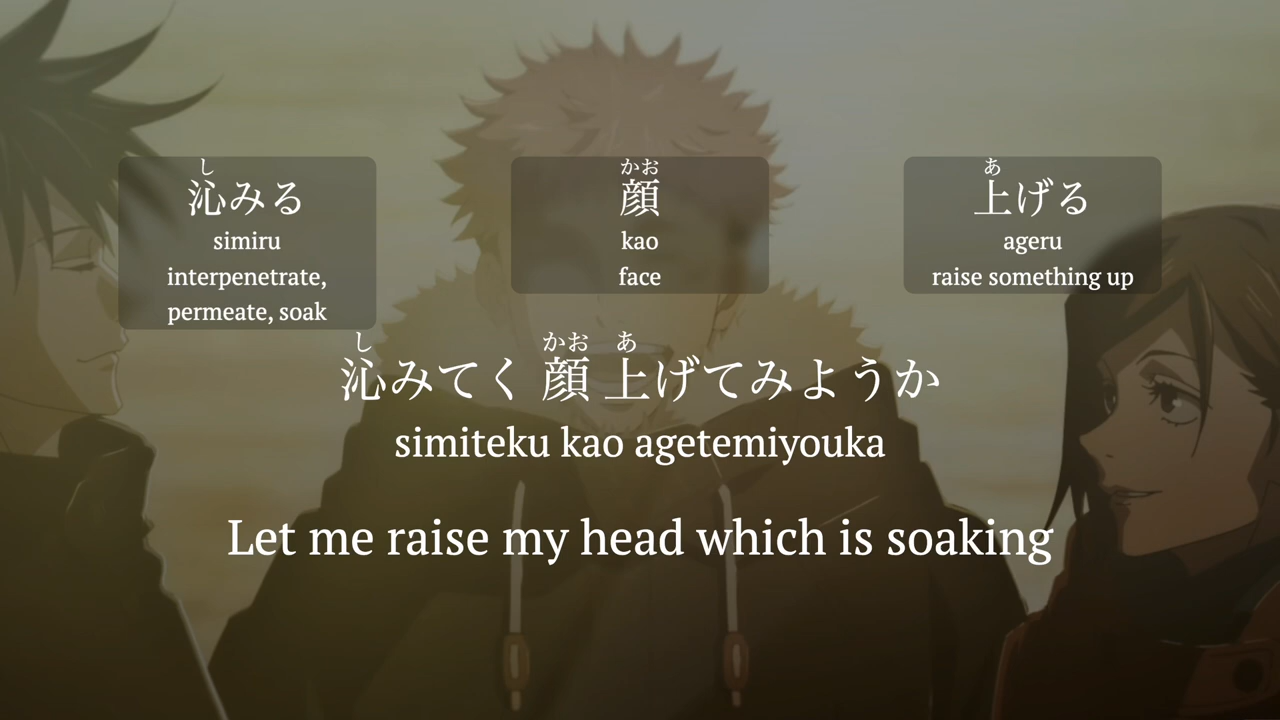 し
沁みる
simiru
interpenetrate,
permeate, soak
かお
顔
kao
face
あ
上げる
ageru
raise something up
し かお あ
沁みてく 顔 上げてみようか
simiteku kao agetemiyouka
Let me raise my head which is soaking